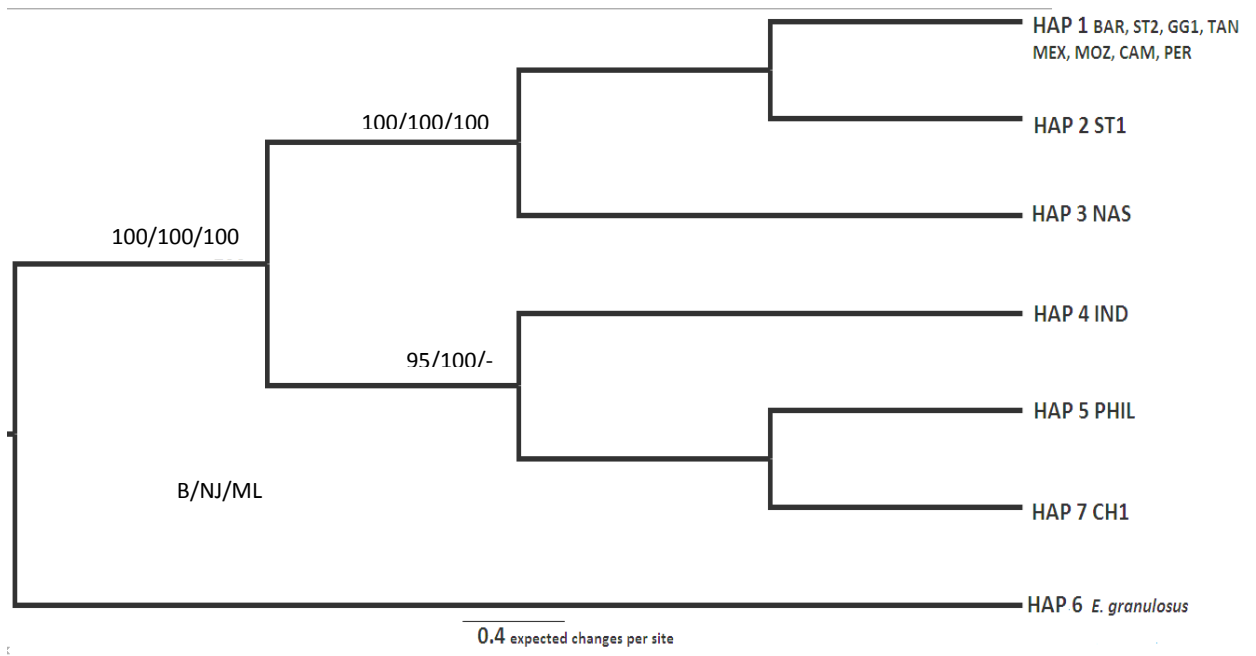 HAP 1 BAR, ST2, GG1, TAN
MEX, MOZ, CAM, PER
100/100/100
HAP 2 ST1
HAP 3 NAS
100/100/100
HAP 4 IND
95/100/-
HAP 5 PHIL
B/NJ/ML
HAP 7 CH1
HAP 6 E. granulosus
0.4 expected changes per site